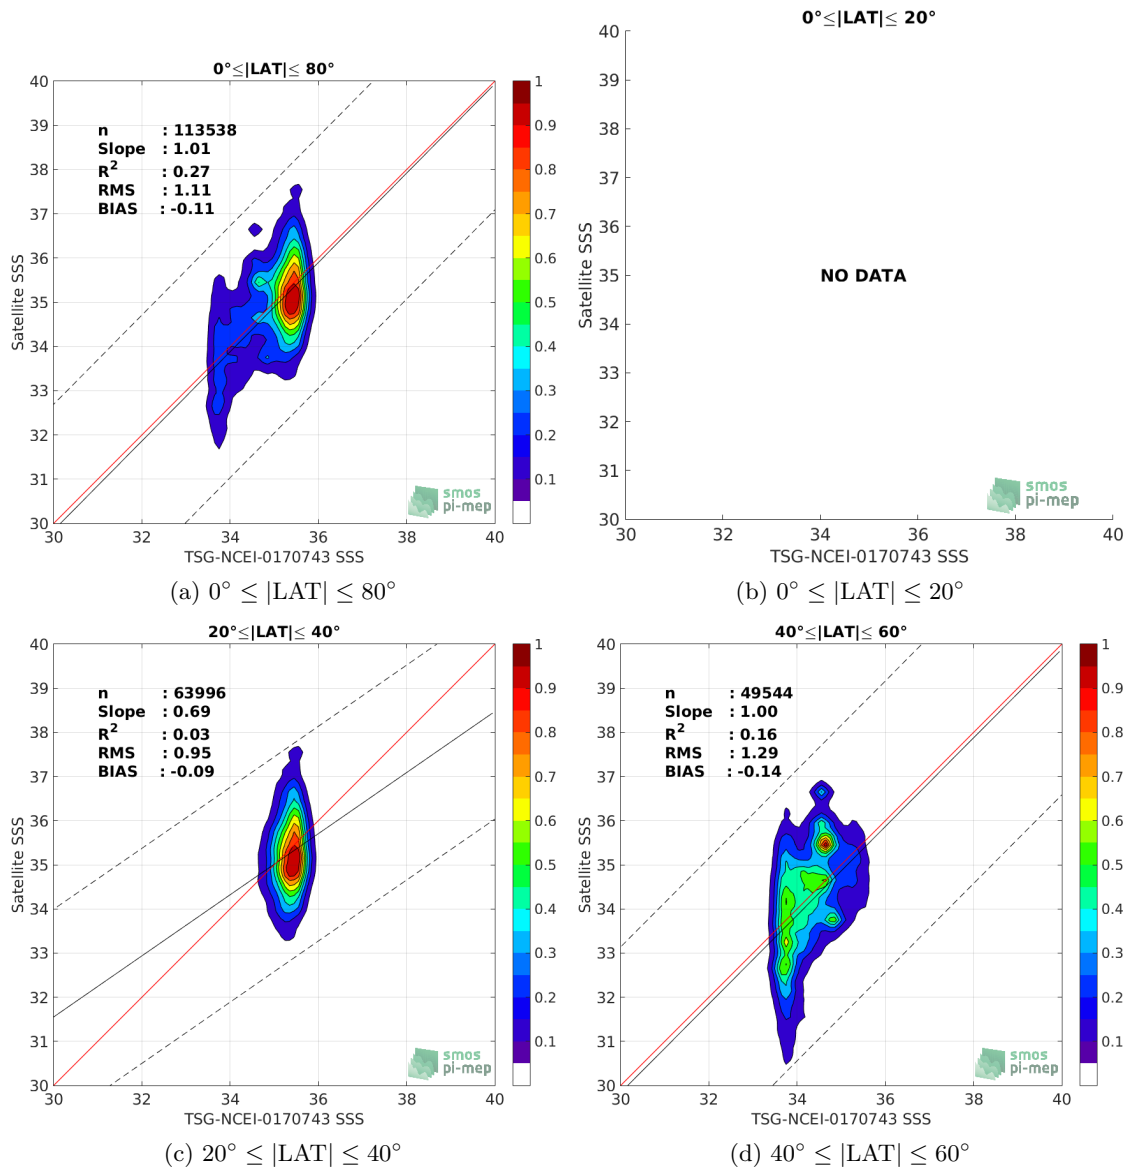 0°≤|LAT|≤ 80°
n : 113538
Slope : 1.01
R² : 0.27
RMS : 1.11
BIAS : -0.11
40
39
38
37
36
35
34
33
32
31
30
30 32 34 36 38 40
1
0.9
0.8
0.7
0.6
0.5
0.4
0.3
0.2
0.1
Satellite SSS
TSG-NCEI-0170743 SSS
smos
pi-mep
(a) 0° ≤ |LAT| ≤ 80°
0°≤|LAT|≤ 20°
40
39
38
37
36
35
34
33
32
31
30
30 32 34 36 38 40
Satellite SSS
NO DATA
TSG-NCEI-0170743 SSS
smos
pi-mep
(b) 0° ≤ |LAT| ≤ 20°
20°≤|LAT|≤ 40°
n : 63996
Slope : 0.69
R² : 0.03
RMS : 0.95
BIAS : -0.09
40
39
38
37
36
35
34
33
32
31
30
30 32 34 36 38 40
1
0.9
0.8
0.7
0.6
0.5
0.4
0.3
0.2
0.1
Satellite SSS
TSG-NCEI-0170743 SSS
smos
pi-mep
(c) 20° ≤ |LAT| ≤ 40°
40°≤|LAT|≤ 60°
n : 49544
Slope : 1.00
R² : 0.16
RMS : 1.29
BIAS : -0.14
40
39
38
37
36
35
34
33
32
31
30
30 32 34 36 38 40
1
0.9
0.8
0.7
0.6
0.5
0.4
0.3
0.2
0.1
Satellite SSS
TSG-NCEI-0170743 SSS
smos
pi-mep
(d) 40° ≤ |LAT| ≤ 60°